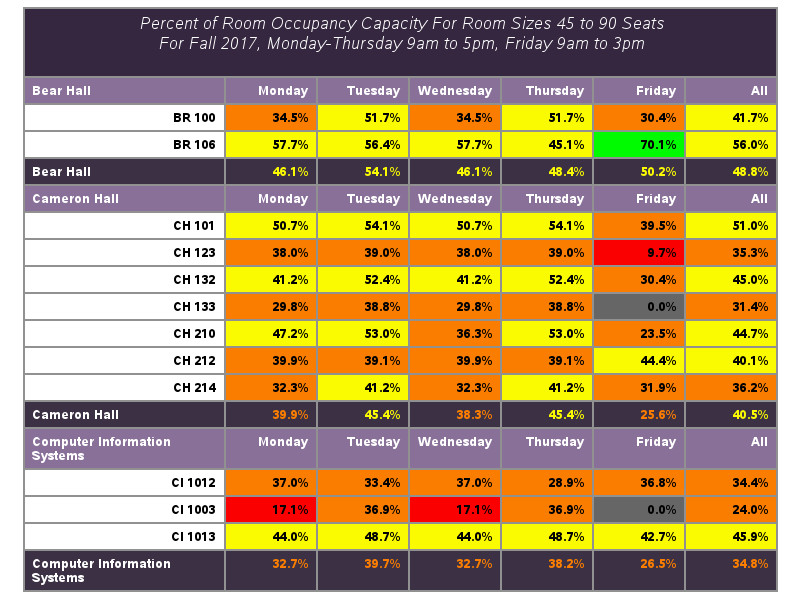 Percent of Room Occupancy Capacity For Room Sizes 45 to 90 Seats
For Fall 2017, Monday-Thursday 9am to 5pm, Friday 9am to 3pm
Bear Hall Monday Tuesday Wednesday Thursday Friday All
BR 100 34.5% 51.7% 34.5% 51.7% 30.4% 41.7%
BR 106 57.7% 56.4% 57.7% 45.1% 70.1% 56.0%
Bear Hall 46.1% 54.1% 46.1% 48.4% 50.2% 48.8%
Cameron Hall Monday Tuesday Wednesday Thursday Friday All
CH 101 50.7% 54.1% 50.7% 54.1% 39.5% 51.0%
CH 123 38.0% 39.0% 38.0% 39.0% 9.7% 35.3%
CH 132 41.2% 52.4% 41.2% 52.4% 30.4% 45.0%
CH 133 29.8% 38.8% 29.8% 38.8% 0.0% 31.4%
CH 210 47.2% 53.0% 36.3% 53.0% 23.5% 44.7%
CH 212 39.9% 39.1% 39.9% 39.1% 44.4% 40.1%
CH 214 32.3% 41.2% 32.3% 41.2% 31.9% 36.2%
Cameron Hall 39.9% 45.4% 38.3% 45.4% 25.6% 40.5%
Computer Information Monday Tuesday Wednesday Thursday Friday All
Systems
CI 1012 37.0% 33.4% 37.0% 28.9% 36.8% 34.4%
CI 1003 17.1% 36.9% 17.1% 36.9% 0.0% 24.0%
CI 1013 44.0% 48.7% 44.0% 48.7% 42.7% 45.9%
Computer Information 32.7% 39.7% 32.7% 38.2% 26.5% 34.8%
Systems